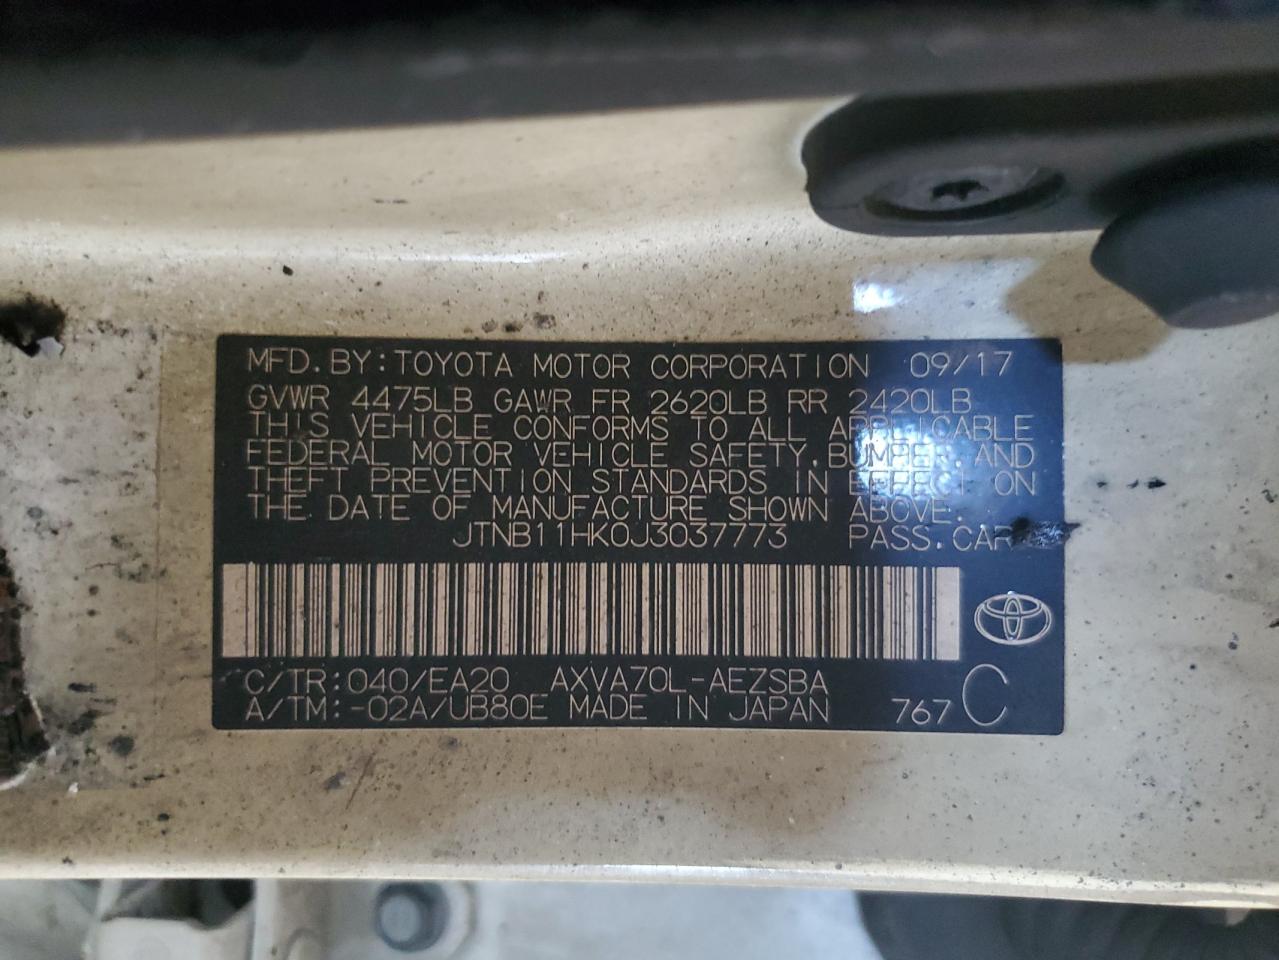 MFD. BY: TOYOTA MOTOR CORPORATION 09/17
GVWR 4475LB GAWR FR 2620LB RR 2420LB
THIS VEHICLE CONFORMS TO ALL APPLICABLE
FEDERAL MOTOR VEHICLE SAFETY, BUMPER, AND
THEFT PREVENTION STANDARDS IN EFFECT ON
THE DATE OF MANUFACTURE SHOWN ABOVE.
JTNB11HK0J3037773 PASS. CAR
C/TR: 040/EA20 AXVA70L-AEZSBA
A/TM: -02A/UB80E MADE IN JAPAN 767 C